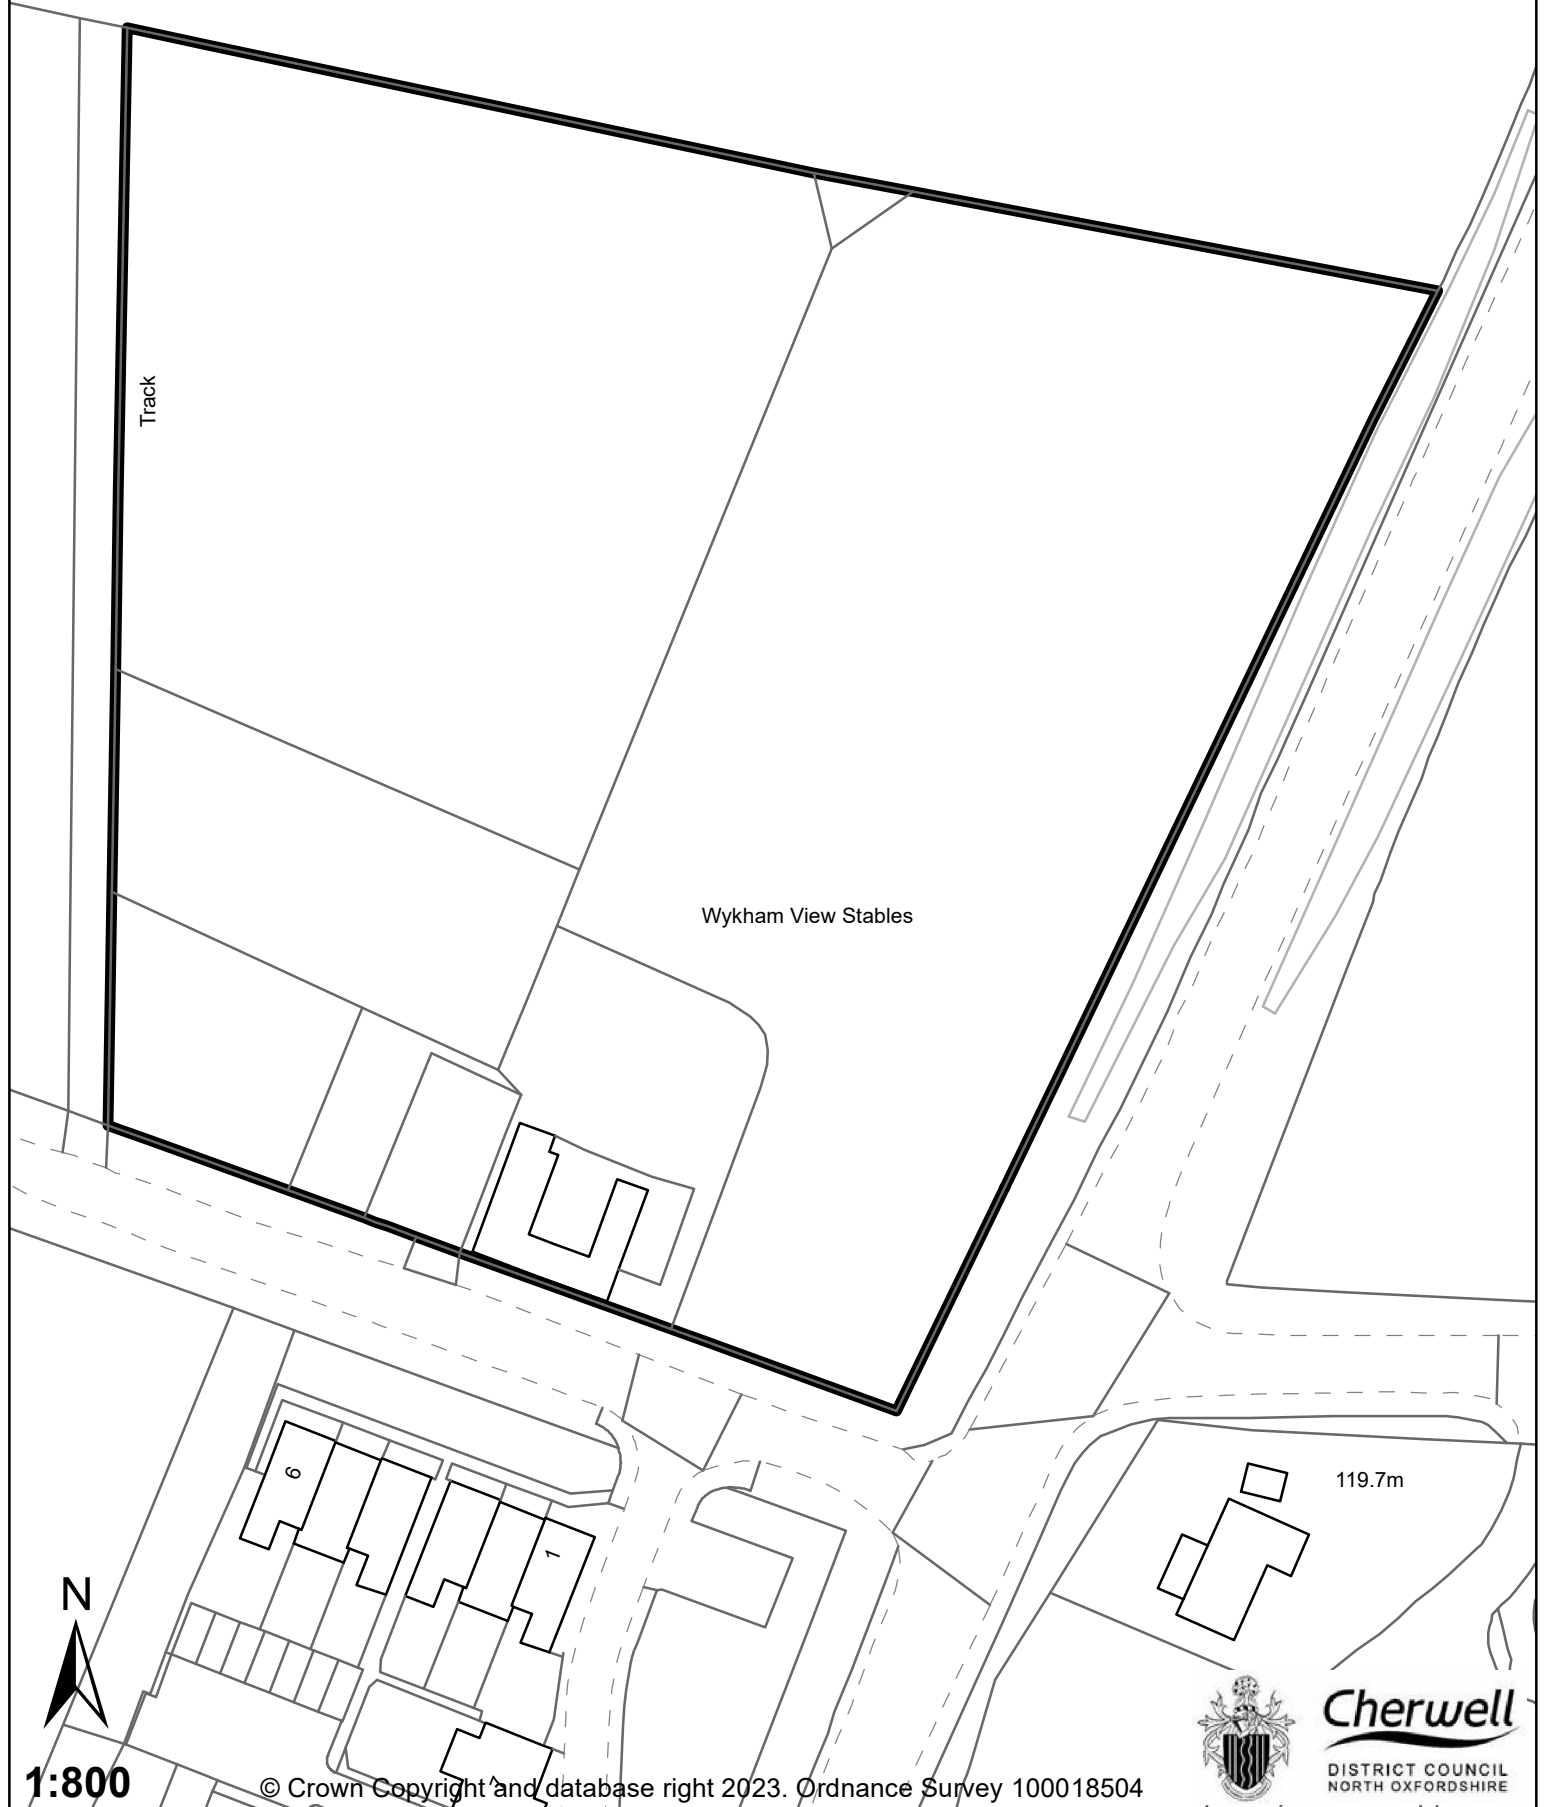 Track
Wykham View Stables
6
1
119.7m
N
7
1:800
© Crown Copyright and database right 2023. Ordnance Survey 100018504
Cherwell
DISTRICT COUNCIL
NORTH OXFORDSHIRE